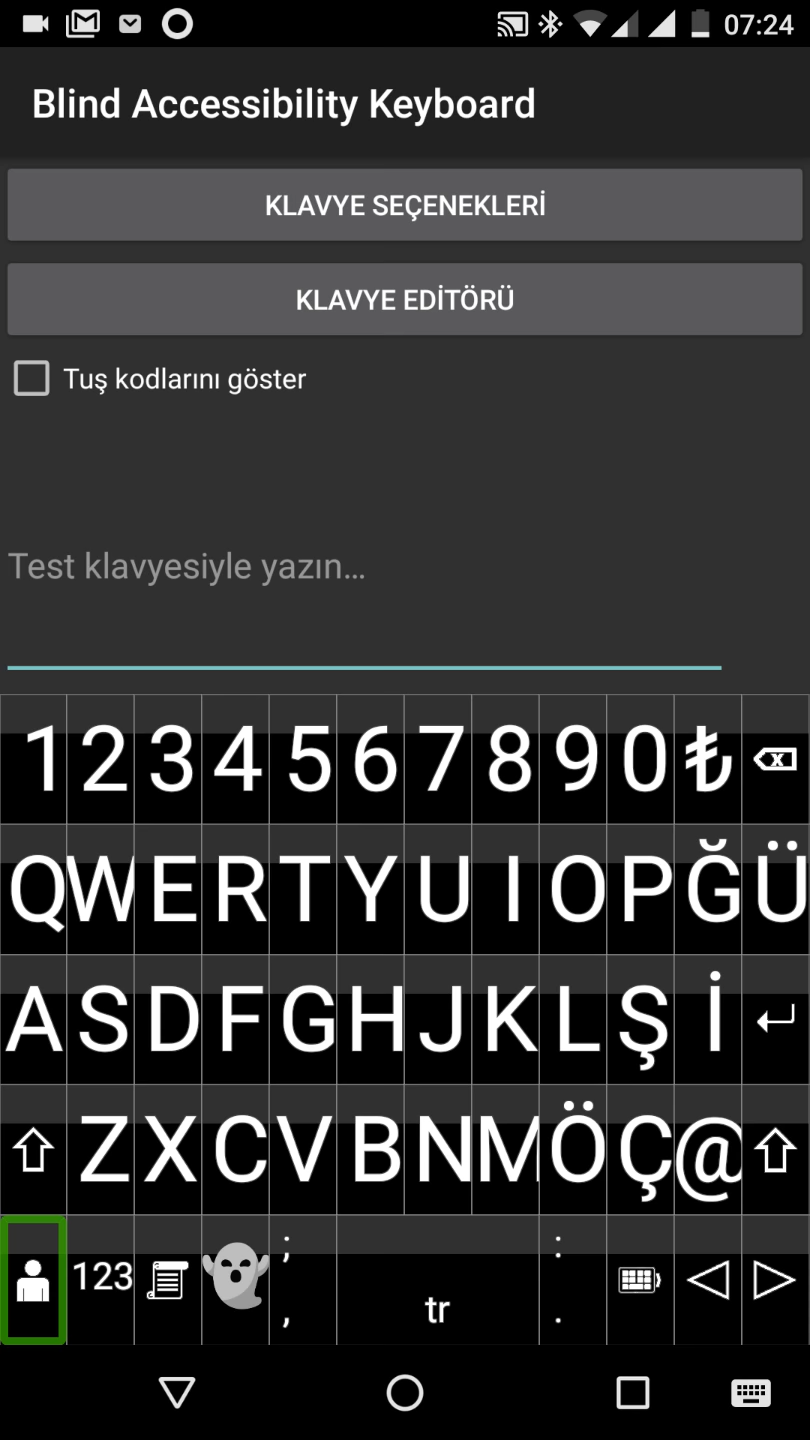 07:24
Blind Accessibility Keyboard
KLAVYE SEÇENEKLERİ
KLAVYE EDİTÖRÜ
Tuş kodlarını göster
Test klavyesiyle yazın...
1 2 3 4 5 6 7 8 9 0 ₺
Q W E R T Y U I O P Ğ Ü
A S D F G H J K L Ş İ
Z X C V B N M Ö Ç @
123 ; , tr : .